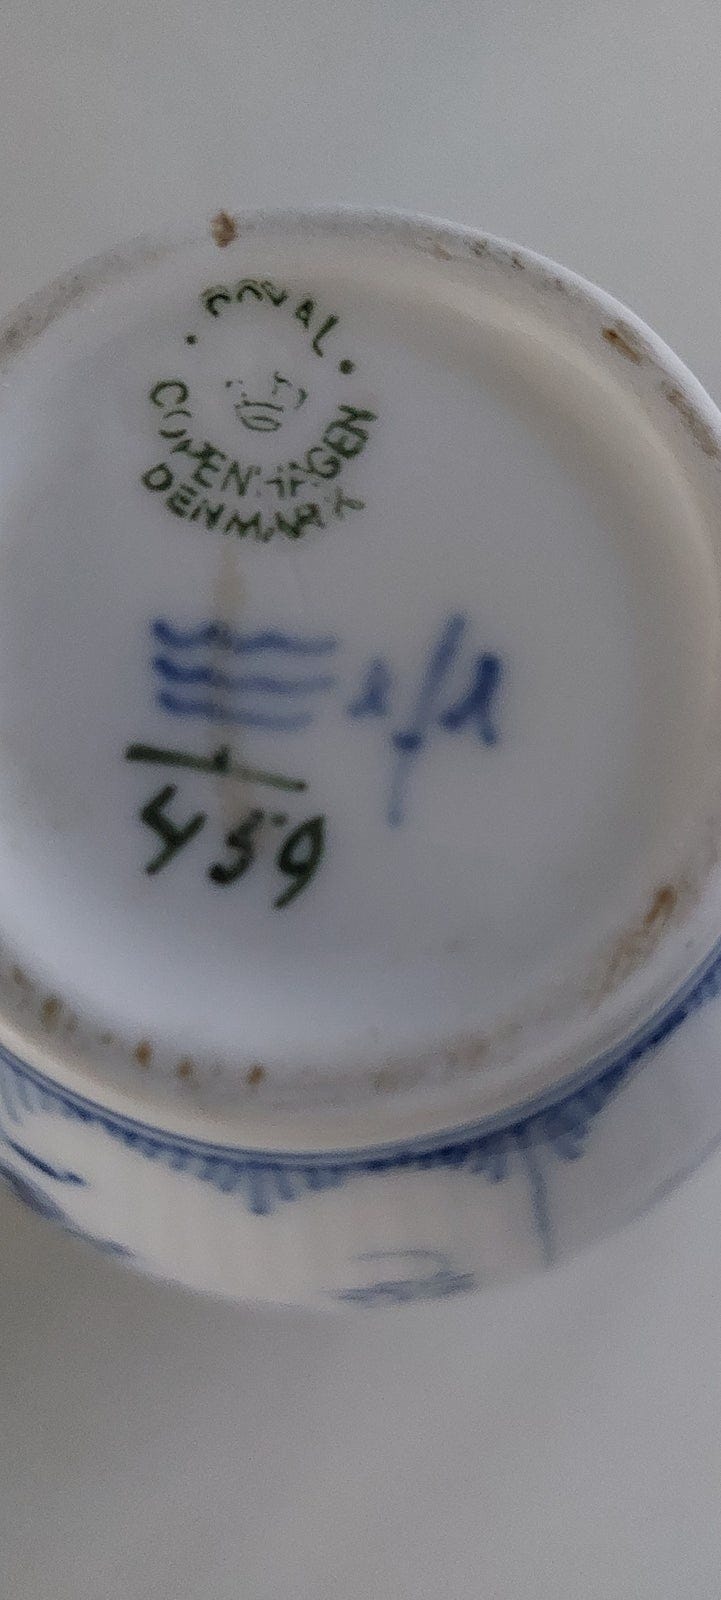 • ROYAL •
COPENHAGEN
DENMARK
1/1
459